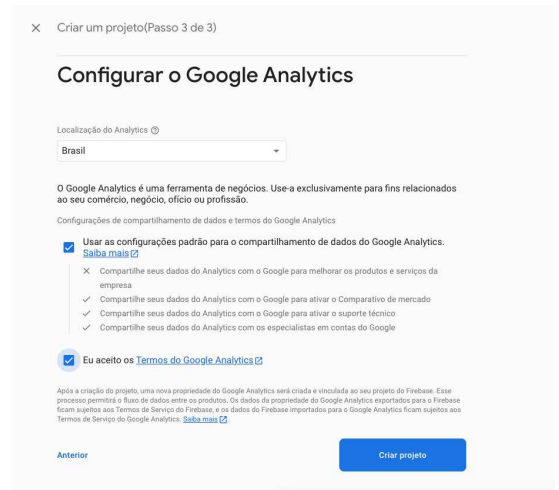 Criar um projeto(Passo 3 de 3)
Configurar o Google Analytics
Localização do Analytics
Brasil
O Google Analytics é uma ferramenta de negócios. Use-a exclusivamente para fins relacionados
ao seu comércio, negócio, ofício ou profissão.
Configurações de compartilhamento de dados e termos do Google Analytics
Usar as configurações padrão para o compartilhamento de dados do Google Analytics.
Saiba mais
Compartilhe seus dados do Analytics com o Google para melhorar os produtos e serviços da
empresa
Compartilhe seus dados do Analytics com o Google para ativar o Comparativo de mercado
Compartilhe seus dados do Analytics com o Google para ativar o suporte técnico
Compartilhe seus dados do Analytics com os especialistas em contas do Google
Eu aceito os Termos do Google Analytics
Após a criação do projeto, uma nova propriedade do Google Analytics será criada e vinculada ao seu projeto do Firebase. Esse
processo permitirá o fluxo de dados entre os produtos. Os dados da propriedade do Google Analytics exportados para o Firebase
ficam sujeitos aos Termos de Serviço do Firebase, e os dados do Firebase importados para o Google Analytics ficam sujeitos aos
Termos de Serviço do Google Analytics. Saiba mais.
Anterior
Criar projeto